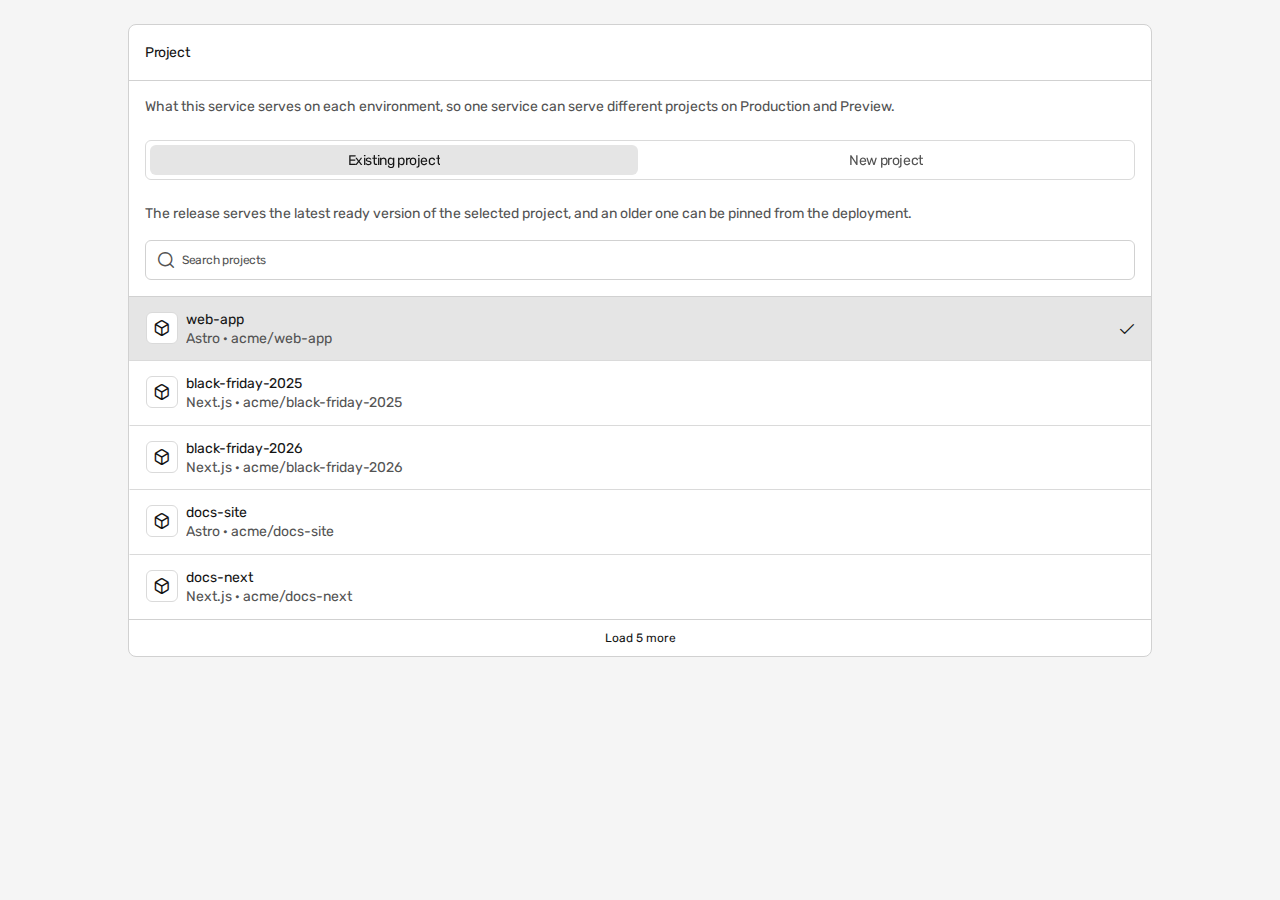 Project
What this service serves on each environment, so one service can serve different projects on Production and Preview.
Existing project
New project
The release serves the latest ready version of the selected project, and an older one can be pinned from the deployment.
Search projects
web-app
Astro • acme/web-app
black-friday-2025
Next.js • acme/black-friday-2025
black-friday-2026
Next.js • acme/black-friday-2026
docs-site
Astro • acme/docs-site
docs-next
Next.js • acme/docs-next
Load 5 more